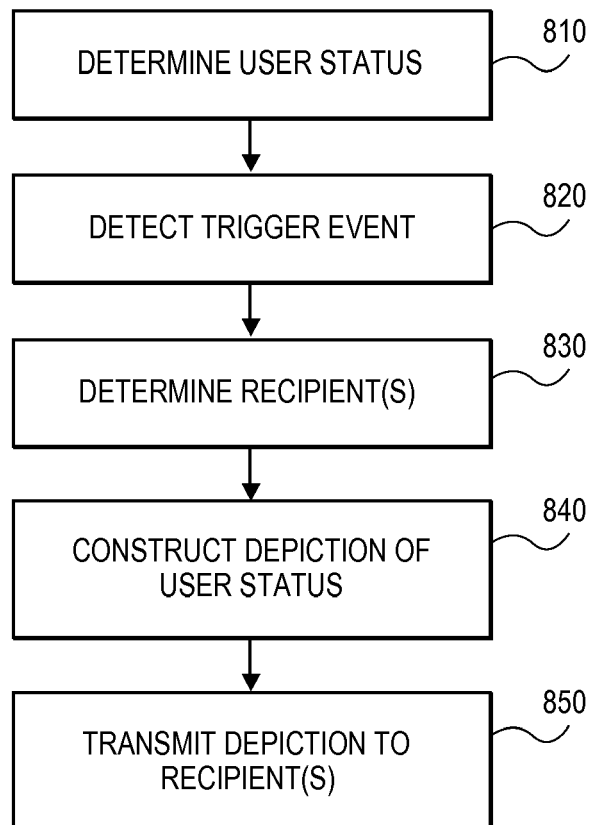 810
DETERMINE USER STATUS
820
DETECT TRIGGER EVENT
830
DETERMINE RECIPIENT(S)
840
CONSTRUCT DEPICTION OF
USER STATUS
850
TRANSMIT DEPICTION TO
RECIPIENT(S)